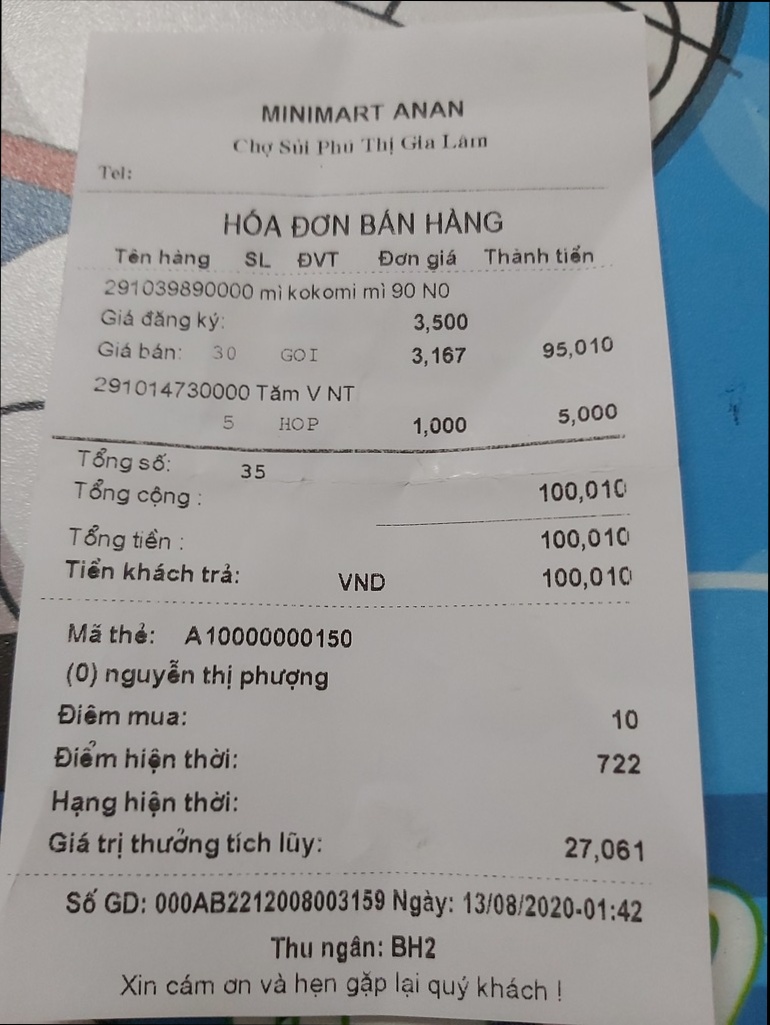 MINIMART ANAN
Chợ Sủi Phú Thị Gia Lâm
Tel:
HÓA ĐƠN BÁN HÀNG
Tên hàng SL ĐVT Đơn giá Thành tiền
291039890000 mì kokomi mì 90 N0
Giá đăng ký: 3,500
Giá bán: 30 GOI 3,167 95,010
291014730000 Tăm V NT
5 HOP 1,000 5,000
Tổng số: 35
Tổng cộng : 100,010
Tổng tiền : 100,010
Tiền khách trả: VND 100,010
Mã thẻ: A10000000150
(0) nguyễn thị phượng
Điểm mua: 10
Điểm hiện thời: 722
Hạng hiện thời:
Giá trị thưởng tích lũy: 27,061
Số GD: 000AB2212008003159 Ngày: 13/08/2020-01:42
Thu ngân: BH2
Xin cám ơn và hẹn gặp lại quý khách !